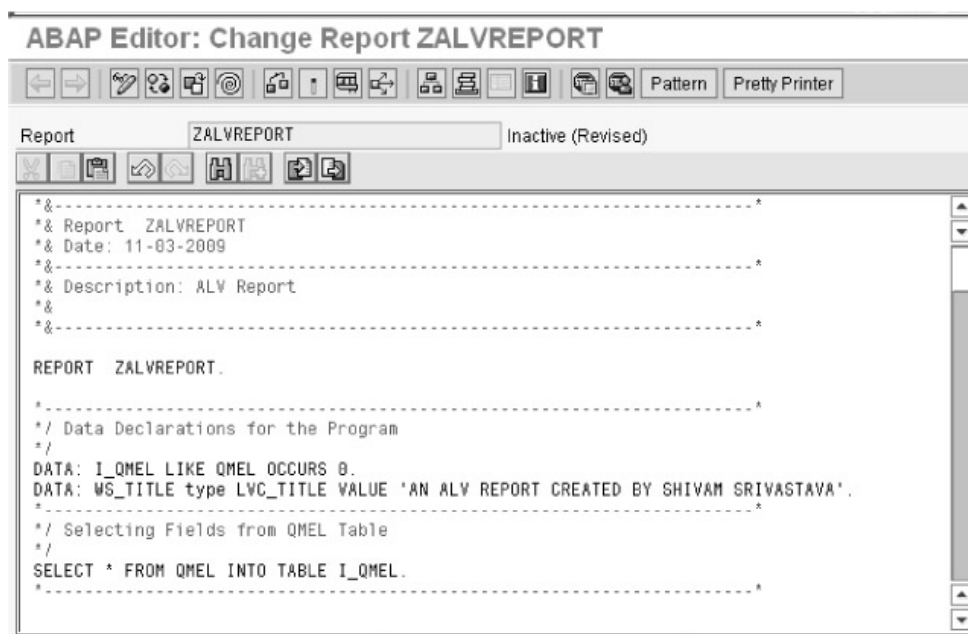 ABAP Editor: Change Report ZALVREPORT
Pattern Pretty Printer
Report ZALVREPORT Inactive (Revised)
*&---------------------------------------------------------------------*
*& Report  ZALVREPORT
*& Date: 11-03-2009
*&---------------------------------------------------------------------*
*& Description: ALV Report
*&
*&---------------------------------------------------------------------*
REPORT  ZALVREPORT.
*----------------------------------------------------------------------*
*/ Data Declarations for the Program
*/
DATA: I_QMEL LIKE QMEL OCCURS 0.
DATA: WS_TITLE type LVC_TITLE VALUE 'AN ALV REPORT CREATED BY SHIVAM SRIVASTAVA'.
*----------------------------------------------------------------------*
*/ Selecting Fields from QMEL Table
*/
SELECT * FROM QMEL INTO TABLE I_QMEL.
*----------------------------------------------------------------------*